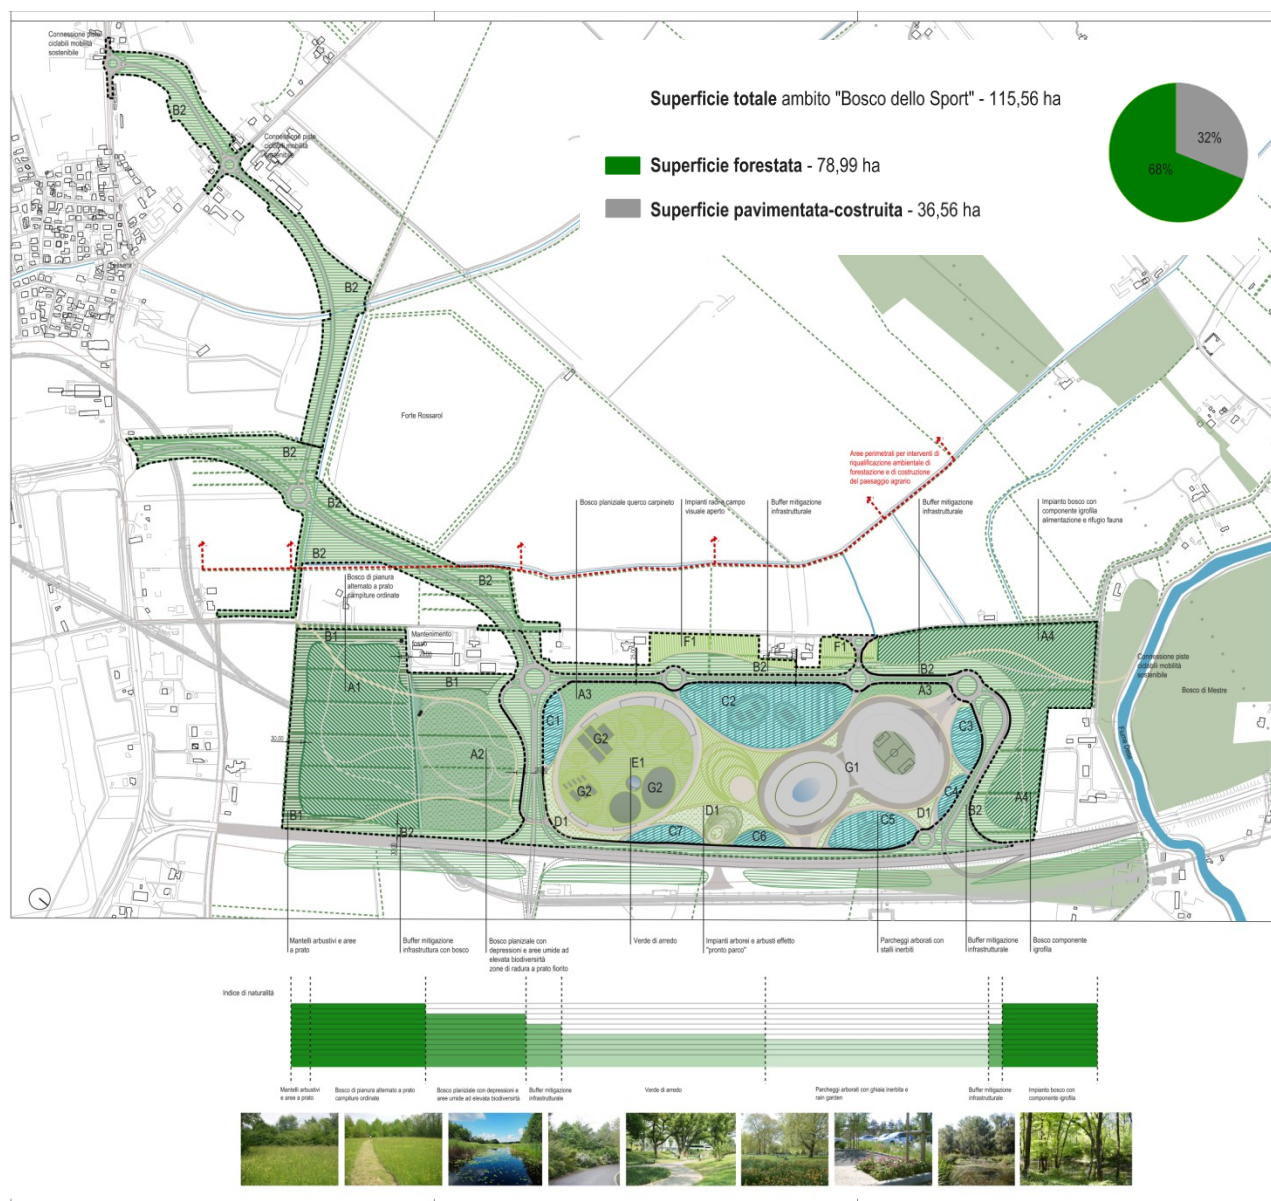 Connessione piste
ciclabili mobilità
sostenibile
Superficie totale ambito "Bosco dello Sport" - 115,56 ha
Superficie forestata - 78,99 ha
Superficie pavimentata-costruita - 36,56 ha
32%
68%
B2
Connessione piste
ciclabili mobilità
sostenibile
B2
Forte Rossarol
B2
B2
B2
B2
Aree perimetrali per interventi di
riqualificazione ambientale di
forestazione e di costruzione
del paesaggio agrario
Bosco planiziale querco carpineto
Impianti radi e campo
visuale aperto
Buffer mitigazione
infrastrutturale
Buffer mitigazione
infrastrutturale
Impianto bosco con
componente igrofila
alimentazione e rifugio fauna
Bosco di pianura
alternato a prato
campiture ordinate
Mantenimento
fosso
B1
B1
A1
A2
A3
F1
B2
F1
B2
A3
A4
Connessione piste
ciclabili mobilità
sostenibile
Bosco di Mestre
C1
C2
C3
G2
E1
G2
G2
G1
C4
A4
30,00
B1
B2
D1
D1
C7
C6
C5
D1
B2
Mantelli arbustivi e aree
a prato
Buffer mitigazione
infrastruttura con bosco
Bosco planiziale con
depressioni e aree umide ad
elevata biodiversità
zone di radura a prato fiorito
Verde di arredo
Impianti arborei e arbusti effetto
"pronto parco"
Parcheggi arborati con
stalli inerbiti
Buffer mitigazione
infrastrutturale
Bosco componente
igrofila
Indice di naturalità
Mantelli arbustivi
e aree a prato
Bosco di pianura alternato a prato
campiture ordinate
Bosco planiziale con depressioni e
aree umide ad elevata biodiversità
Buffer mitigazione
infrastrutturale
Verde di arredo
Parcheggi arborati con ghiaia inerbita e
rain garden
Buffer mitigazione
infrastrutturale
Impianto bosco con
componente igrofila